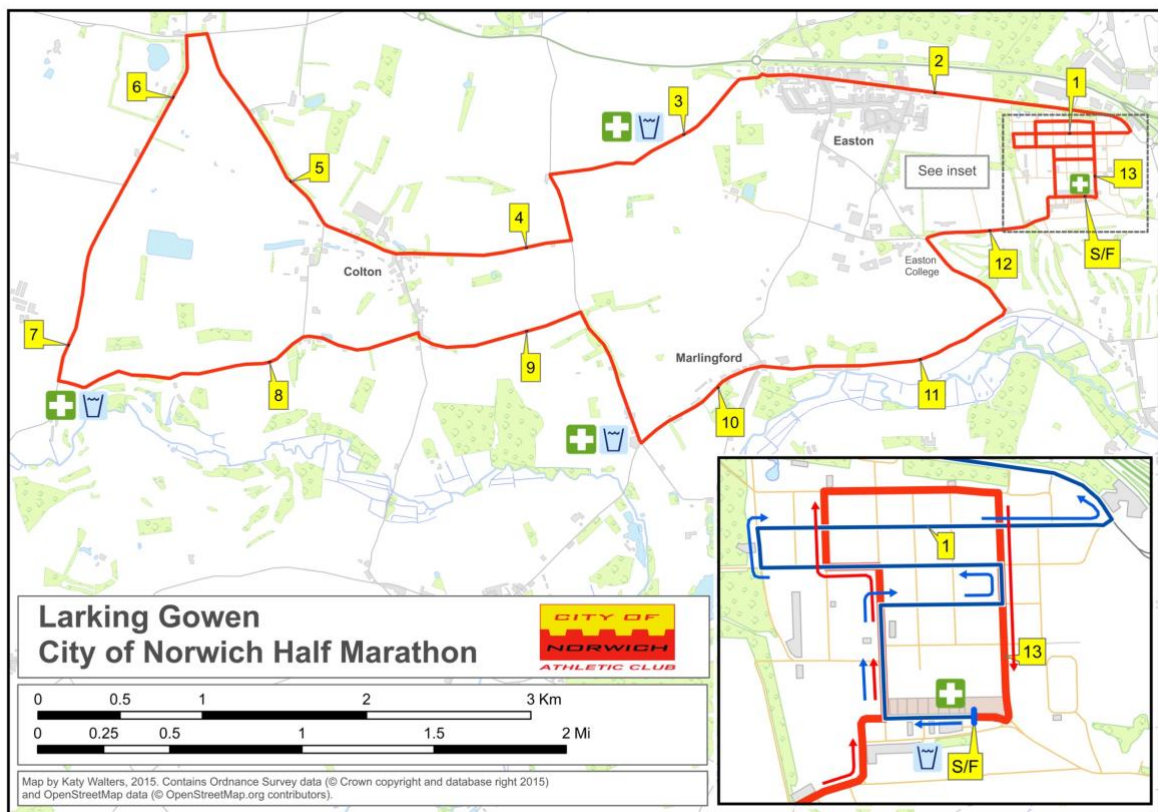 6
2
1
3
Easton
5
See inset
13
4
S/F
12
Easton
College
Colton
7
9
Marlingford
8
11
10
1
13
S/F
Larking Gowen
City of Norwich Half Marathon
CITY OF
NORWICH
ATHLETIC CLUB
0 0.5 1 2 3 Km
0 0.25 0.5 1 1.5 2 Mi
Map by Katy Walters, 2015. Contains Ordnance Survey data (© Crown copyright and database right 2015)
and OpenStreetMap data (© OpenStreetMap.org contributors).